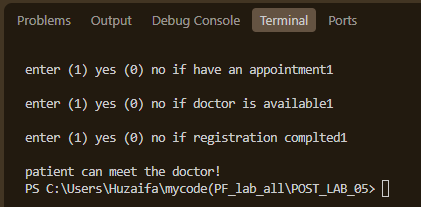 Problems Output Debug Console Terminal Ports
enter (1) yes (0) no if have an appointment1
enter (1) yes (0) no if doctor is available1
enter (1) yes (0) no if registration complted1
patient can meet the doctor!
PS C:\Users\Huzaifa\mycode(PF_lab_all\POST_LAB_05>